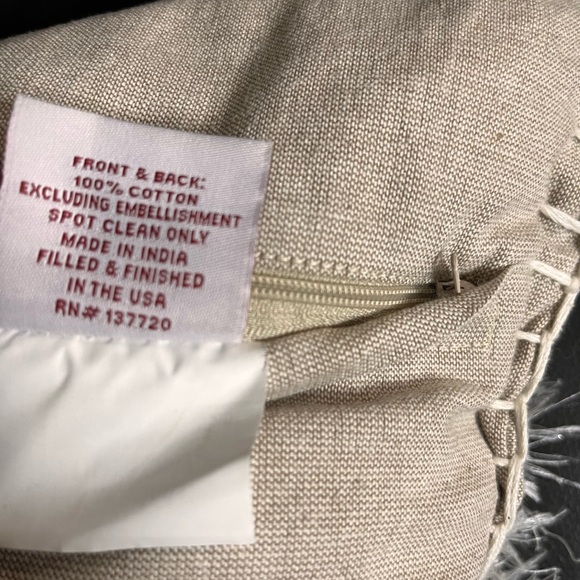 FRONT & BACK:
100% COTTON
EXCLUDING EMBELLISHMENT
SPOT CLEAN ONLY
MADE IN INDIA
FILLED & FINISHED
IN THE USA
RN# 137720